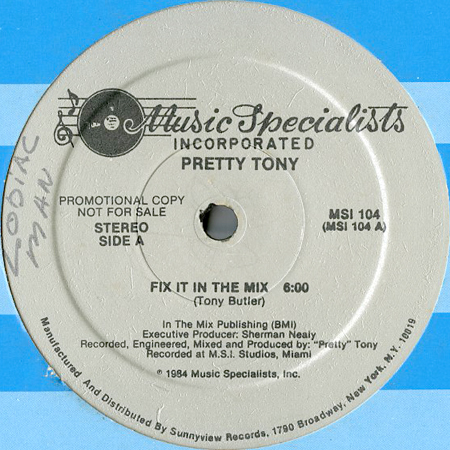 Music Specialists
INCORPORATED
PRETTY TONY
ZODIAC
MAN
PROMOTIONAL COPY
NOT FOR SALE
STEREO
SIDE A
MSI 104
(MSI 104 A)
FIX IT IN THE MIX 6:00
(Tony Butler)
In The Mix Publishing (BMI)
Executive Producer: Sherman Nealy
Recorded, Engineered, Mixed and Produced by: "Pretty" Tony
Recorded at M.S.I. Studios, Miami
© 1984 Music Specialists, Inc.
Manufactured And Distributed By Sunnyview Records, 1790 Broadway, New York, N.Y. 10019